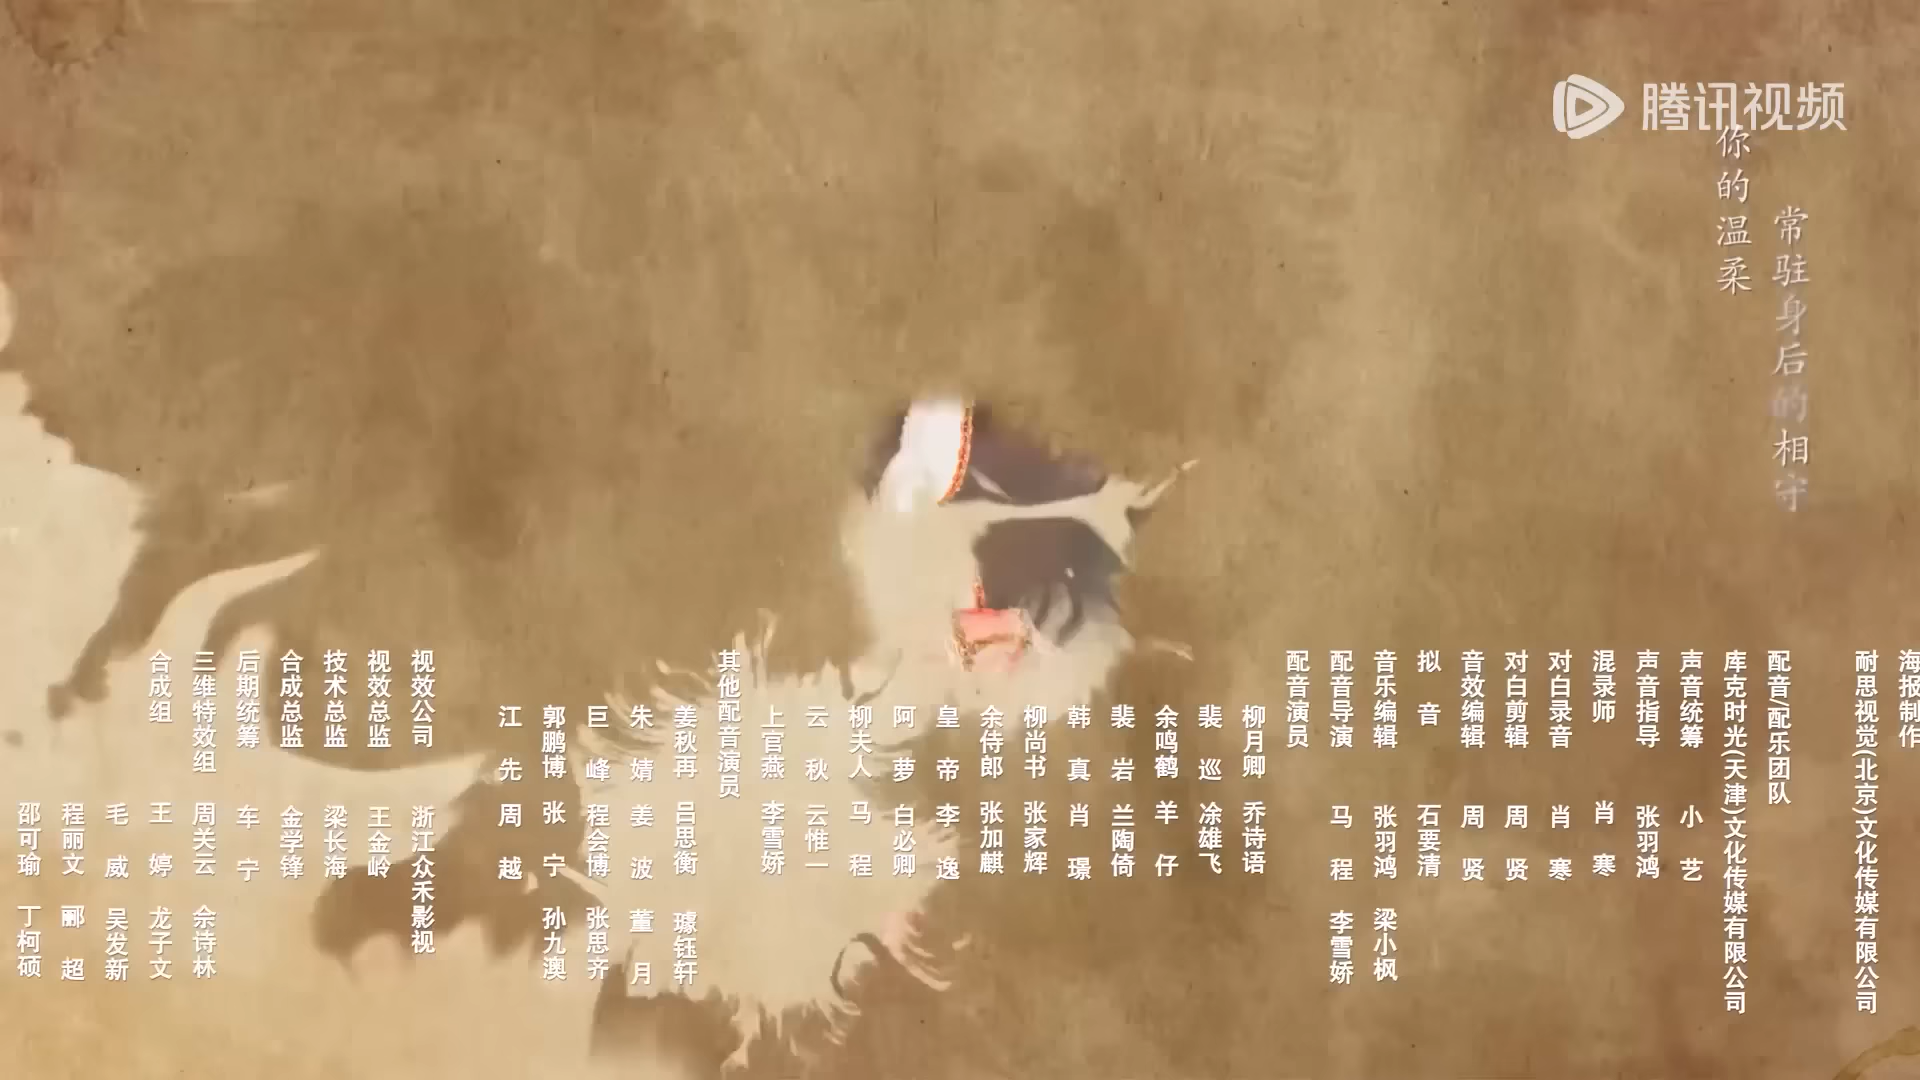 腾讯视频
常驻身后的相守
你的温柔
海报制作
耐思视觉(北京)文化传媒有限公司
配音/配乐团队
库克时光(天津)文化传媒有限公司
声音统筹 小艺
声音指导 张羽鸿
混录师 肖寒
对白录音 肖寒
对白剪辑 周贤
音效编辑 周贤
拟音 石要清
音乐编辑 张羽鸿 梁小枫
配音导演 马程 李雪娇
配音演员
柳月卿 乔诗语
裴巡 凃雄飞
余鸣鹤 羊仔
裴岩 兰陶倚
韩真 肖璟
柳尚书 张家辉
余侍郎 张加麒
皇帝 李逸
阿萝 白必卿
柳夫人 马程
云秋 云惟一
上官燕 李雪娇
其他配音演员
姜秋再 吕思衡 璩钰轩
朱婧 姜波 董月
巨峰 程会博 张思齐
郭鹏博 张宁 孙九澳
江先 周越
视效公司 浙江众禾影视
视效总监 王金岭
技术总监 梁长海
合成总监 金学锋
后期统筹 车宁
三维特效组 周关云 佘诗林
合成组 王婷 龙子文
毛威 吴发新
程丽文 郦超
邵可瑜 丁柯硕